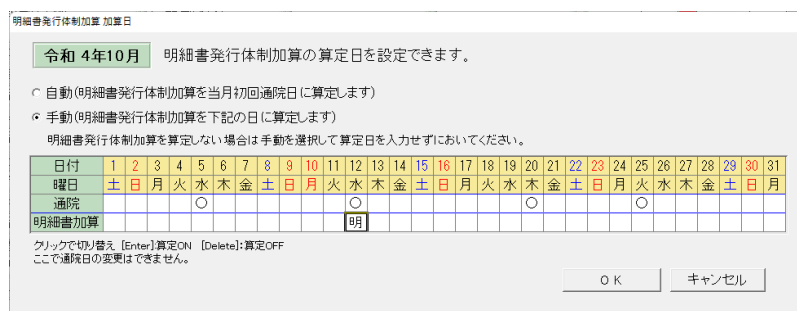 明細書発行体制加算 加算日
令和 4年10月 明細書発行体制加算の算定日を設定できます。
自動(明細書発行体制加算を当月初回通院日に算定します)
手動(明細書発行体制加算を下記の日に算定します)
明細書発行体制加算を算定しない場合は手動を選択して算定日を入力せずにおいてください。
日付 1 2 3 4 5 6 7 8 9 10 11 12 13 14 15 16 17 18 19 20 21 22 23 24 25 26 27 28 29 30 31
曜日 土 日 月 火 水 木 金 土 日 月 火 水 木 金 土 日 月 火 水 木 金 土 日 月 火 水 木 金 土 日 月
通院 ○ ○ ○ ○
明細書加算 明
クリックで切り替え [Enter]:算定ON [Delete]:算定OFF
ここで通院日の変更はできません。
OK キャンセル